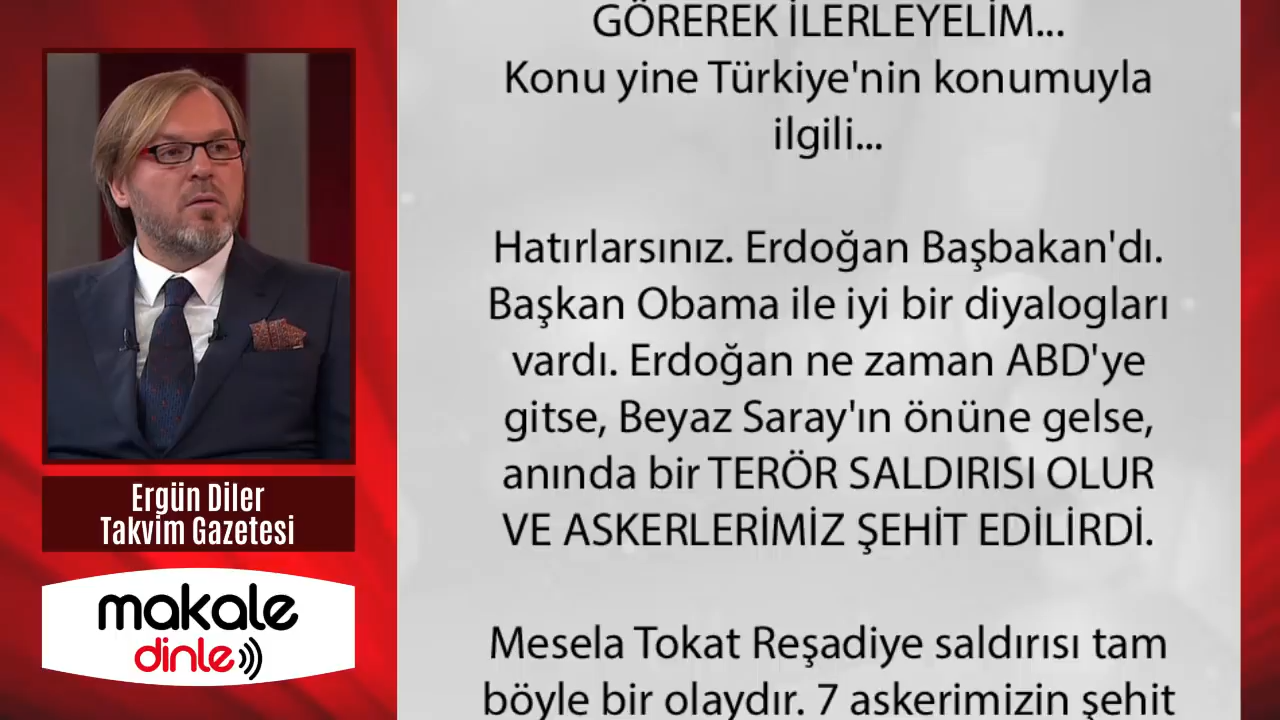 GÖREREK İLERLEYELİM...
Konu yine Türkiye'nin konumuyla
ilgili...
Hatırlarsınız. Erdoğan Başbakan'dı.
Başkan Obama ile iyi bir diyalogları
vardı. Erdoğan ne zaman ABD'ye
gitse, Beyaz Saray'ın önüne gelse,
anında bir TERÖR SALDIRISI OLUR
VE ASKERLERİMİZ ŞEHİT EDİLİRDİ.
Mesela Tokat Reşadiye saldırısı tam
böyle bir olaydır. 7 askerimizin şehit
Ergün Diler
Takvim Gazetesi
makale
dinle